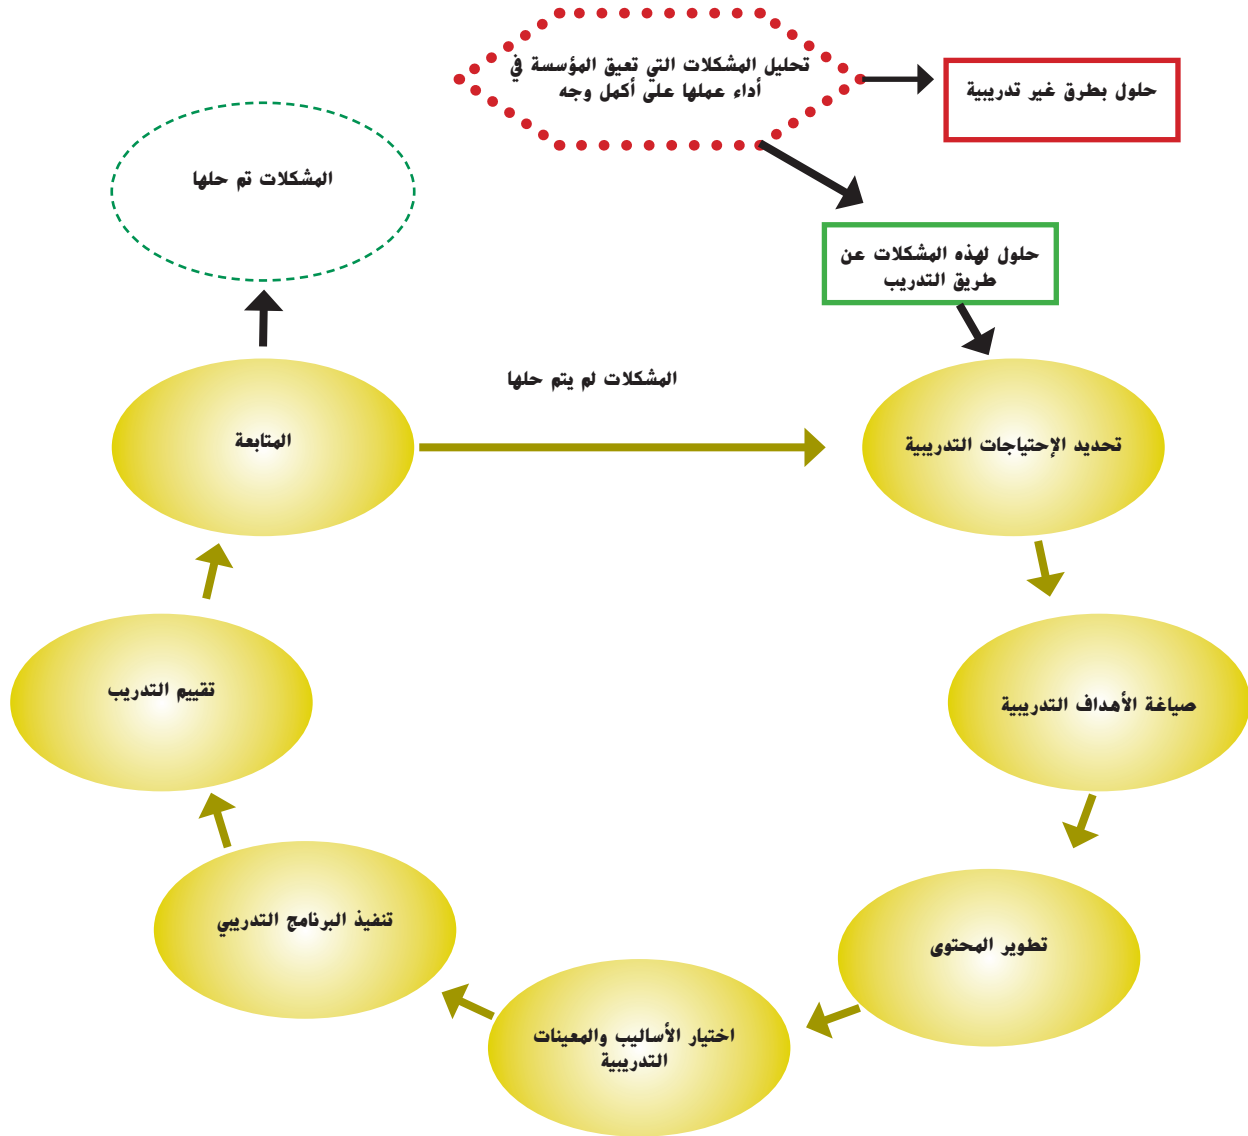 تحليل المشكلات التي تعيق المؤسسة في
أداء عملها على أكمل وجه
حلول بطرق غير تدريبية
المشكلات تم حلها
حلول لهذه المشكلات عن
طريق التدريب
المشكلات لم يتم حلها
المتابعة
تحديد الإحتياجات التدريبية
صياغة الأهداف التدريبية
تقييم التدريب
تطوير المحتوى
تنفيذ البرنامج التدريبي
اختيار الأساليب والمعينات
التدريبية